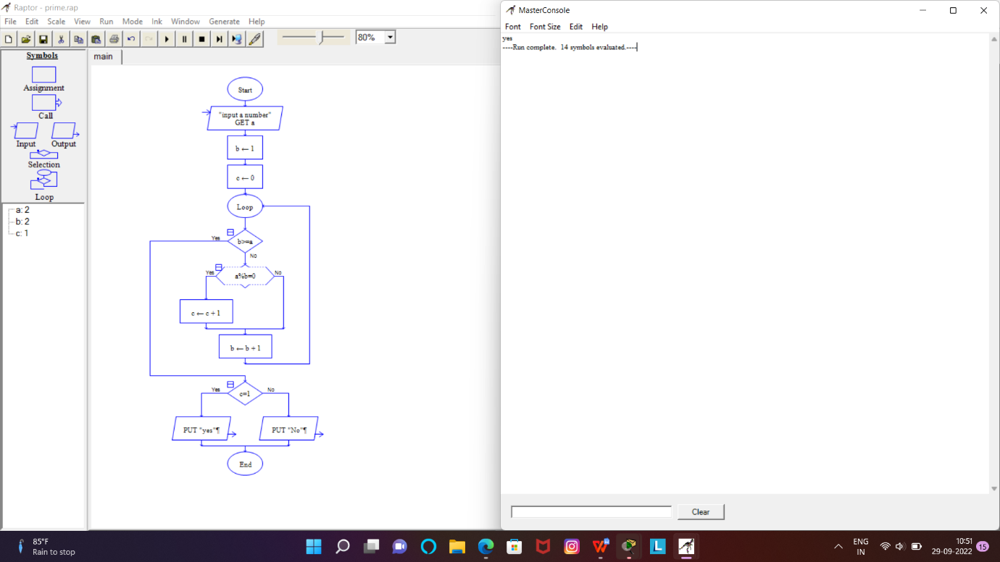 Raptor - prime.rap
File Edit Scale View Run Mode Ink Window Generate Help
80%
Symbols
Assignment
Call
Input Output
Selection
Loop
a: 2
b: 2
c: 1
main
Start
"input a number"
GET a
b ← 1
c ← 0
Loop
Yes
b>=a
No
Yes
a%b=0
No
c ← c + 1
b ← b + 1
Yes
c=1
No
PUT "yes"¶
PUT "No"¶
End
MasterConsole
Font Font Size Edit Help
yes
----Run complete. 14 symbols evaluated.----
Clear
85°F
Rain to stop
L
W
ENG
IN
10:51
29-09-2022
15